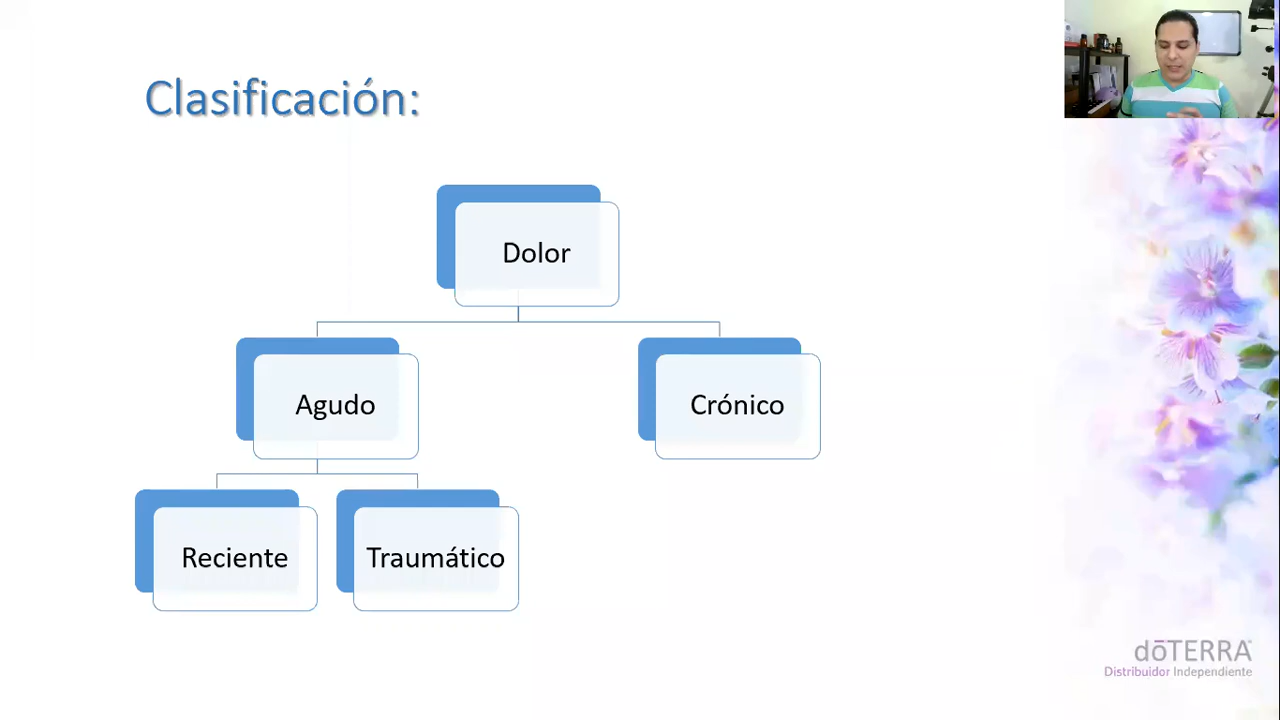 Clasificación:
Dolor
Agudo
Crónico
Reciente
Traumático
dōTERRA
Distribuidor Independiente